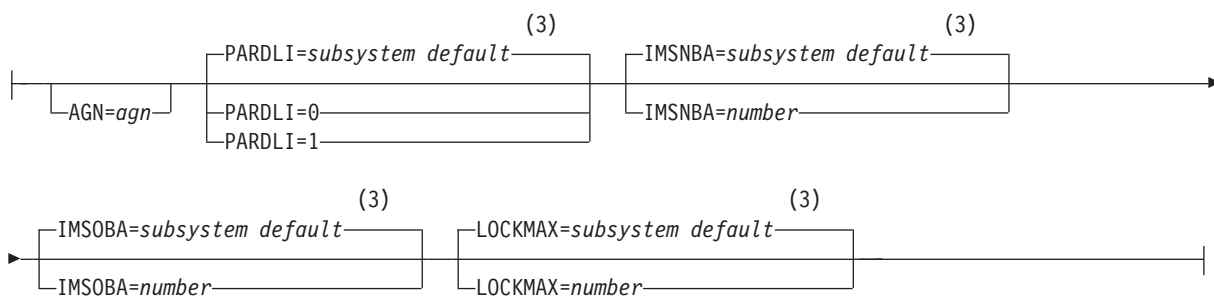 (3) (3)
PARDLI=subsystem default IMSNBA=subsystem default
AGN=agn PARDLI=0 IMSNBA=number
PARDLI=1
(3) (3)
IMSOBA=subsystem default LOCKMAX=subsystem default
IMSOBA=number LOCKMAX=number